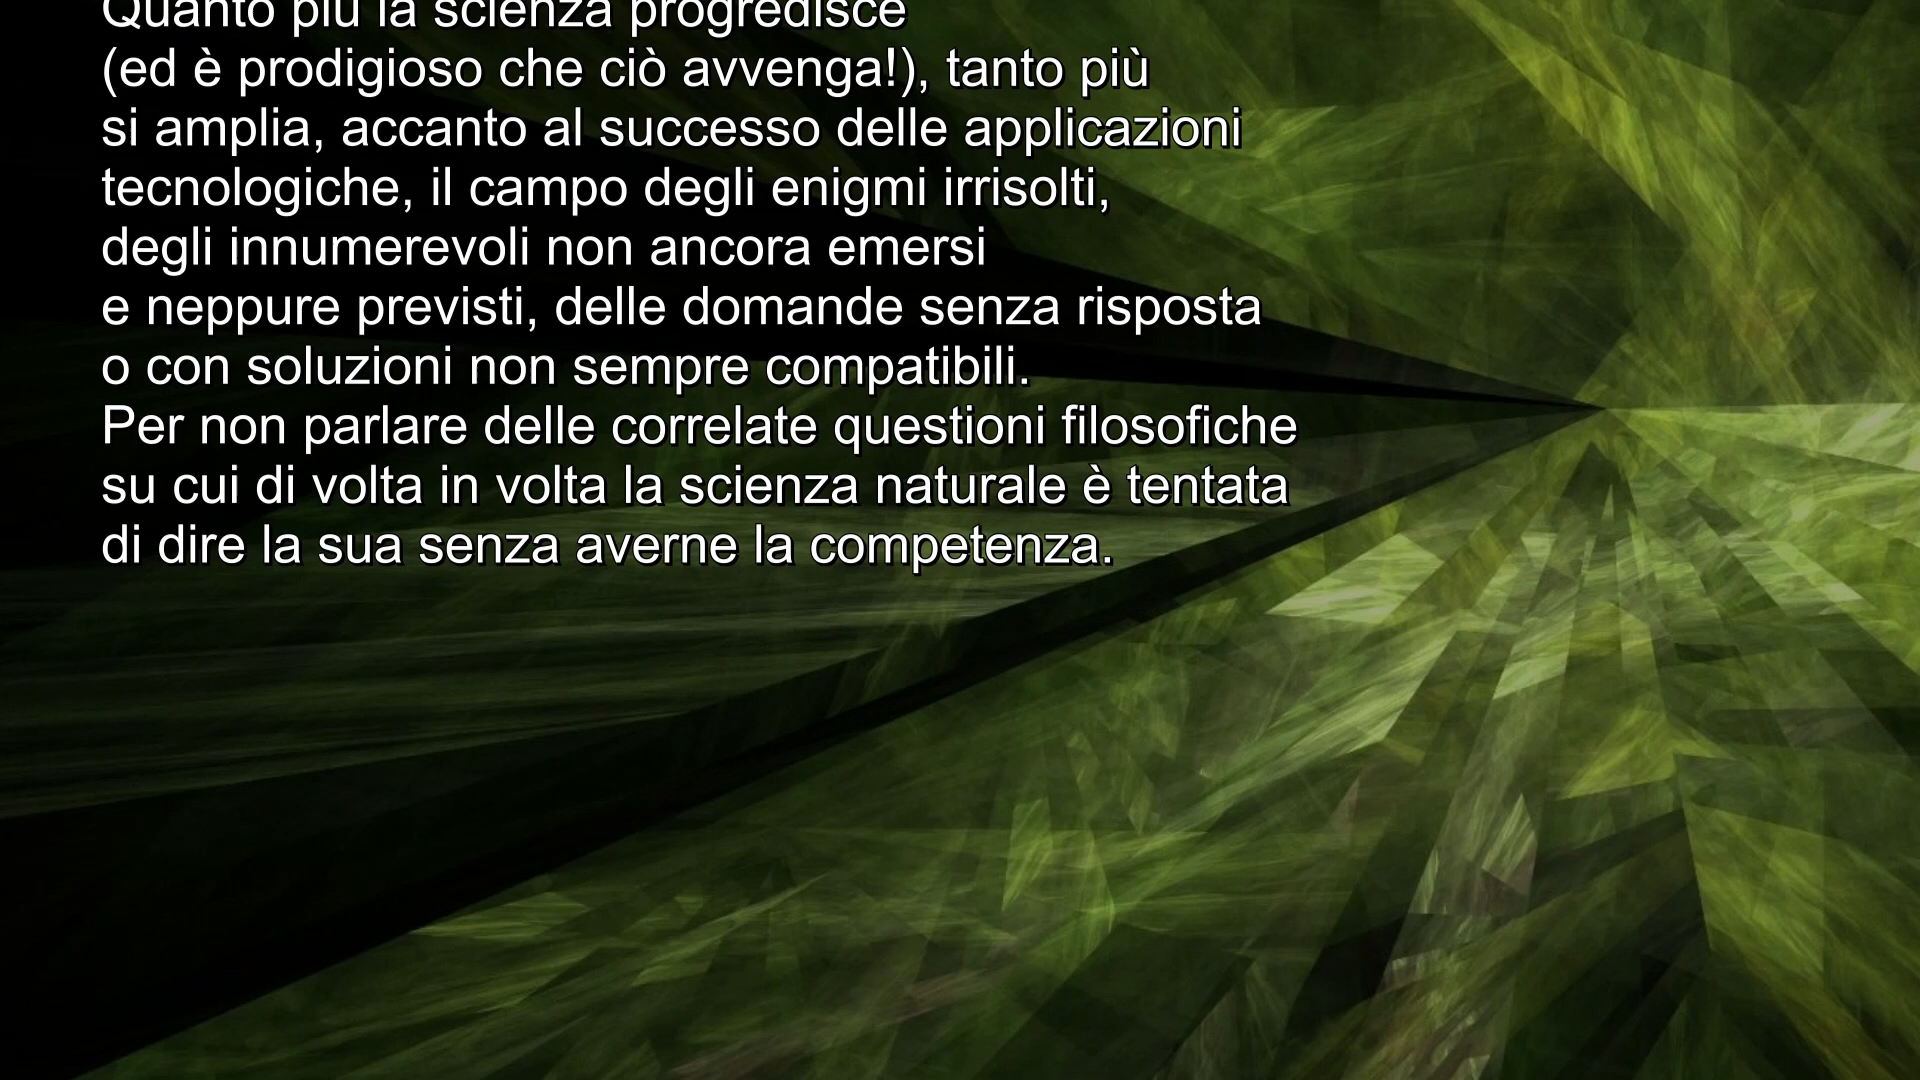 Quanto più la scienza progredisce
(ed è prodigioso che ciò avvenga!), tanto più
si amplia, accanto al successo delle applicazioni
tecnologiche, il campo degli enigmi irrisolti,
degli innumerevoli non ancora emersi
e neppure previsti, delle domande senza risposta
o con soluzioni non sempre compatibili.
Per non parlare delle correlate questioni filosofiche
su cui di volta in volta la scienza naturale è tentata
di dire la sua senza averne la competenza.